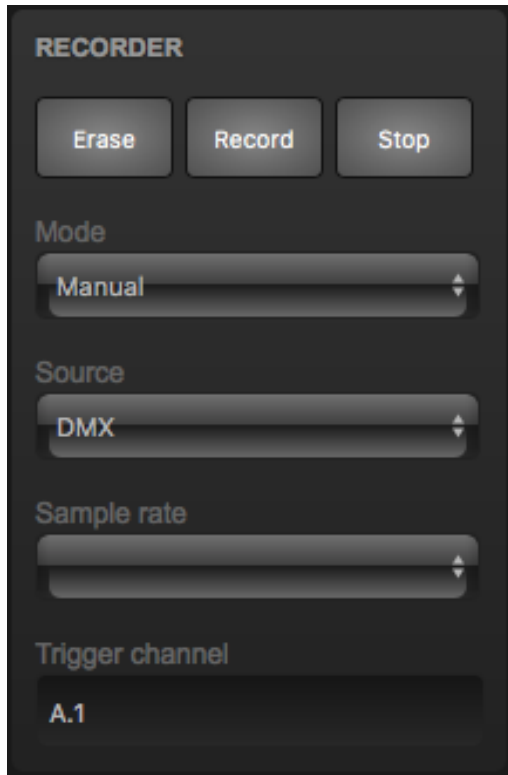 RECORDER
Erase Record Stop
Mode
Manual
Source
DMX
Sample rate
Trigger channel
A.1